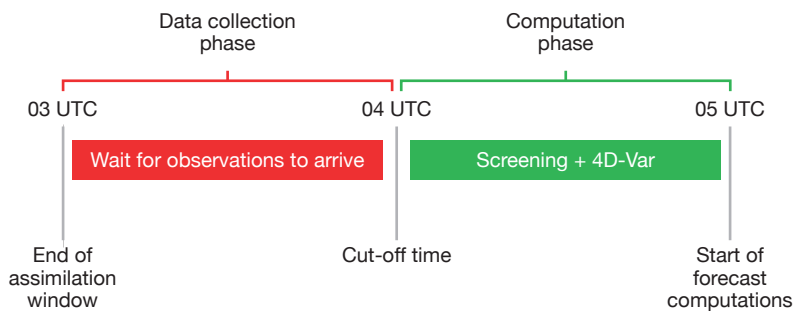 Data collection
phase
Computation
phase
03 UTC
04 UTC
05 UTC
Wait for observations to arrive
Screening + 4D-Var
End of
assimilation
window
Cut-off time
Start of
forecast
computations